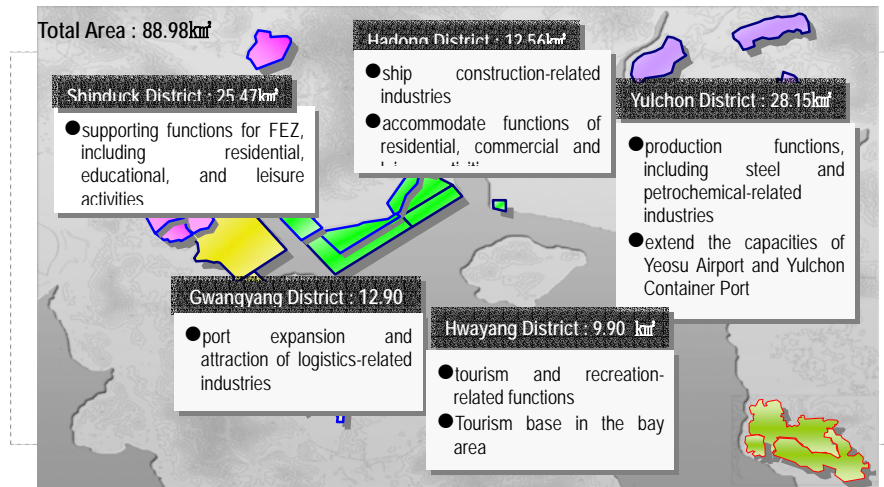 Total Area : 88.98㎢
Hadong District : 12.56㎢
●ship construction-related
industries
●accommodate functions of
residential, commercial and
Shinduck District : 25.47㎢
●supporting functions for FEZ,
including residential,
educational, and leisure
activities
Yulchon District : 28.15㎢
●production functions,
including steel and
petrochemical-related
industries
●extend the capacities of
Yeosu Airport and Yulchon
Container Port
Gwangyang District : 12.90
●port expansion and
attraction of logistics-related
industries
Hwayang District : 9.90 ㎢
●tourism and recreation-
related functions
●Tourism base in the bay
area